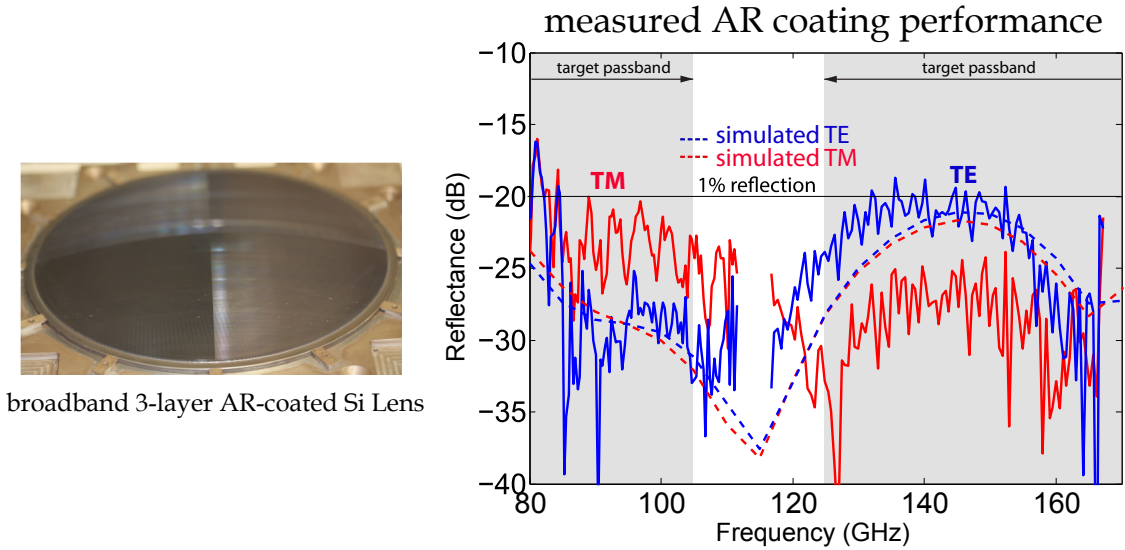 measured AR coating performance
−10
−15
−20
−25
−30
−35
−40
Reflectance (dB)
target passband
target passband
simulated TE
simulated TM
1% reflection
TM
TE
80
100
120
140
160
Frequency (GHz)
broadband 3-layer AR-coated Si Lens